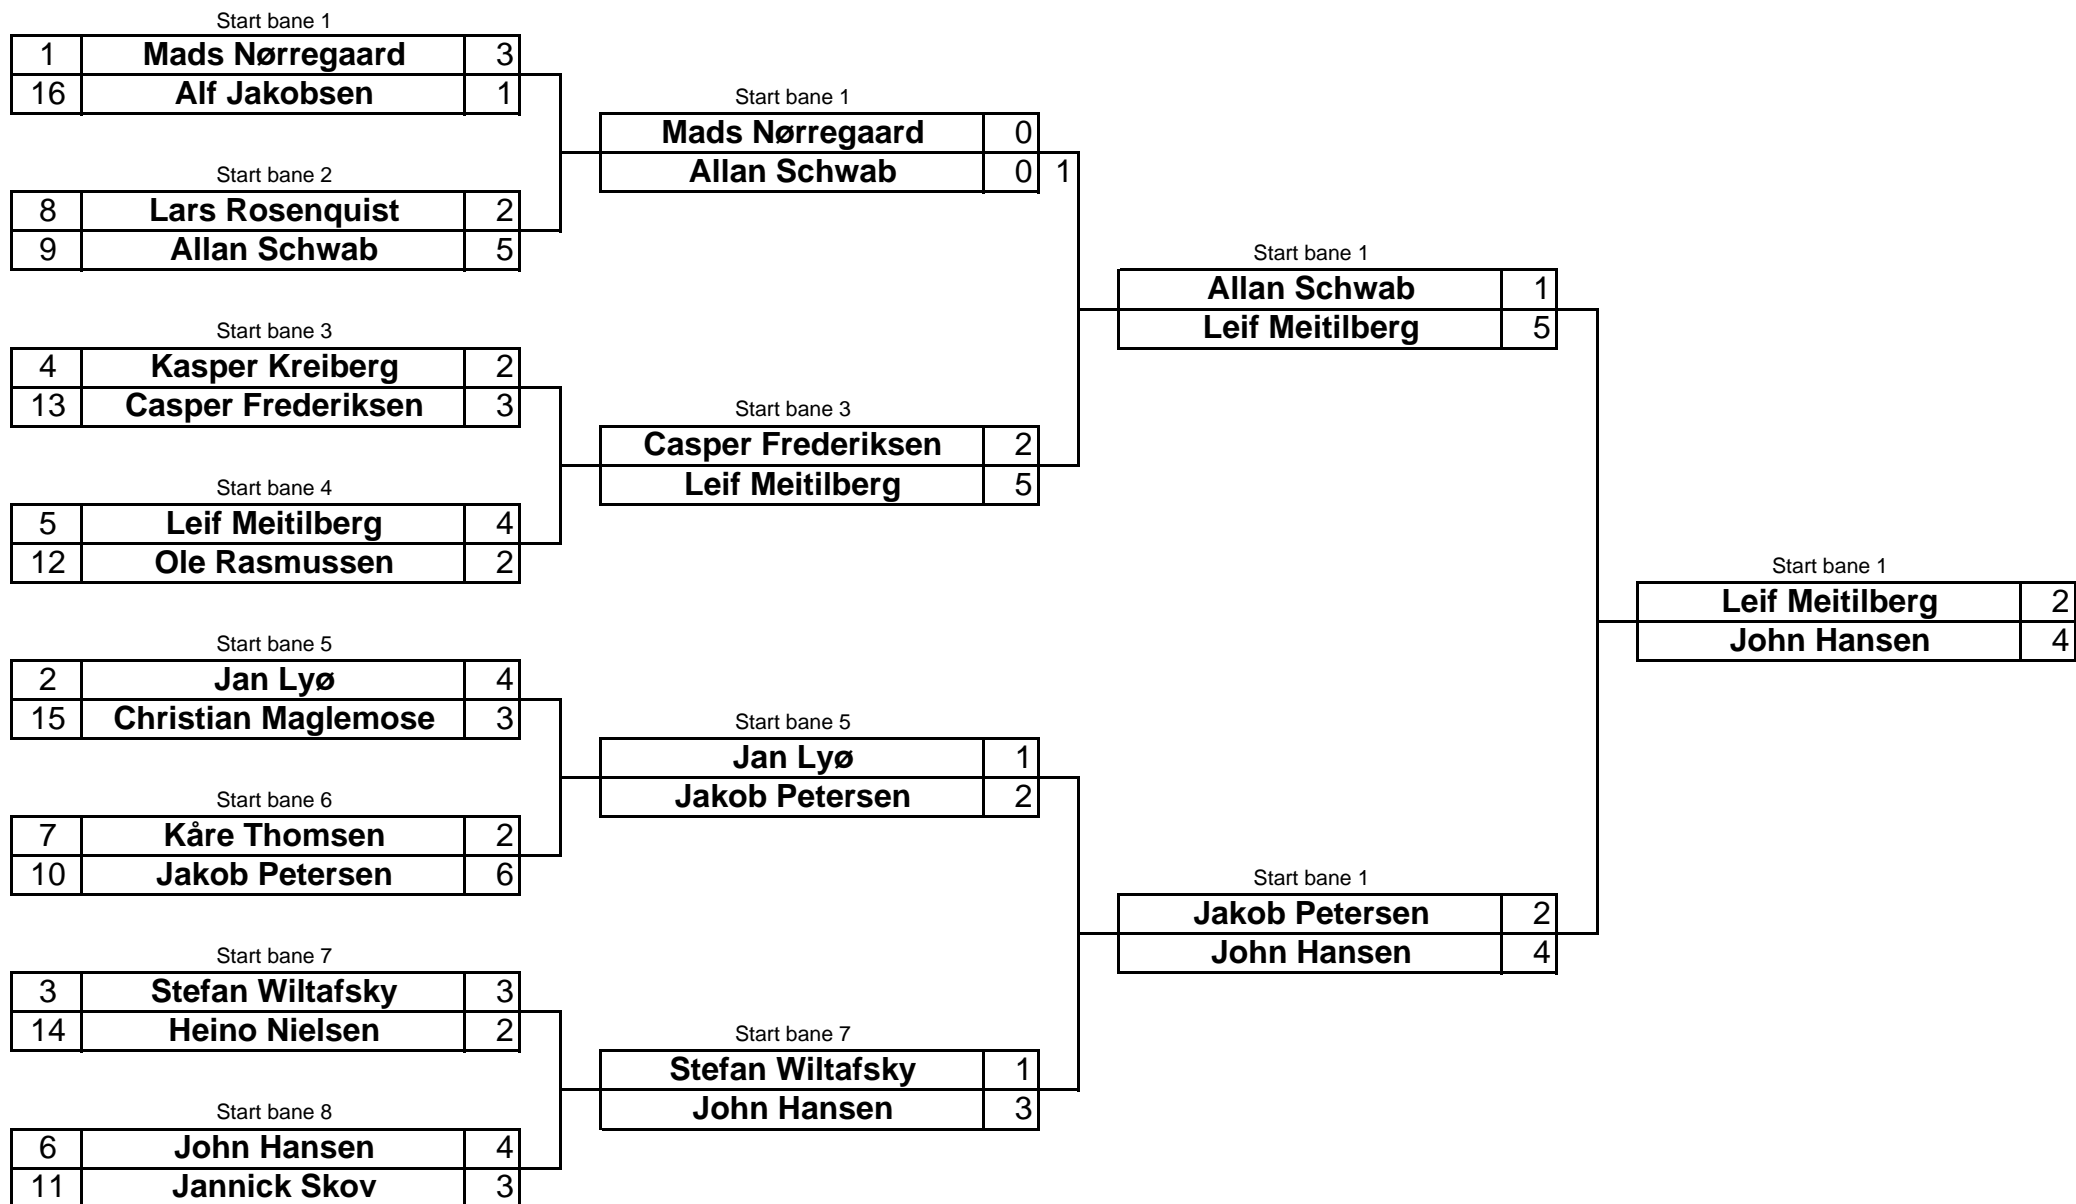 Start bane 1
1 Mads Nørregaard 3
16 Alf Jakobsen 1
Start bane 2
8 Lars Rosenquist 2
9 Allan Schwab 5
Start bane 3
4 Kasper Kreiberg 2
13 Casper Frederiksen 3
Start bane 4
5 Leif Meitilberg 4
12 Ole Rasmussen 2
Start bane 5
2 Jan Lyø 4
15 Christian Maglemose 3
Start bane 6
7 Kåre Thomsen 2
10 Jakob Petersen 6
Start bane 7
3 Stefan Wiltafsky 3
14 Heino Nielsen 2
Start bane 8
6 John Hansen 4
11 Jannick Skov 3
Start bane 1
Mads Nørregaard 0
Allan Schwab 0 1
Start bane 3
Casper Frederiksen 2
Leif Meitilberg 5
Start bane 5
Jan Lyø 1
Jakob Petersen 2
Start bane 7
Stefan Wiltafsky 1
John Hansen 3
Start bane 1
Allan Schwab 1
Leif Meitilberg 5
Start bane 1
Jakob Petersen 2
John Hansen 4
Start bane 1
Leif Meitilberg 2
John Hansen 4